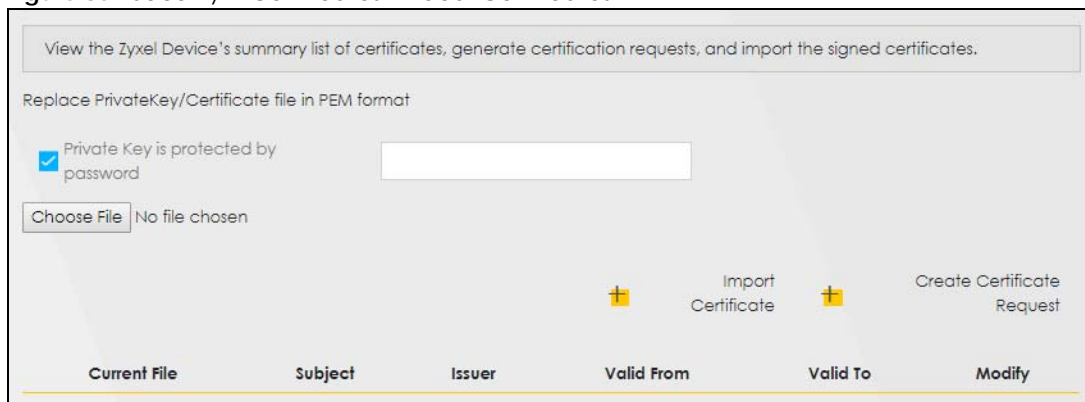 View the Zyxel Device's summary list of certificates, generate certification requests, and import the signed certificates.
Replace PrivateKey/Certificate file in PEM format
Private Key is protected by
password
Choose File No file chosen
Import
Certificate
Create Certificate
Request
Current File Subject Issuer Valid From Valid To Modify